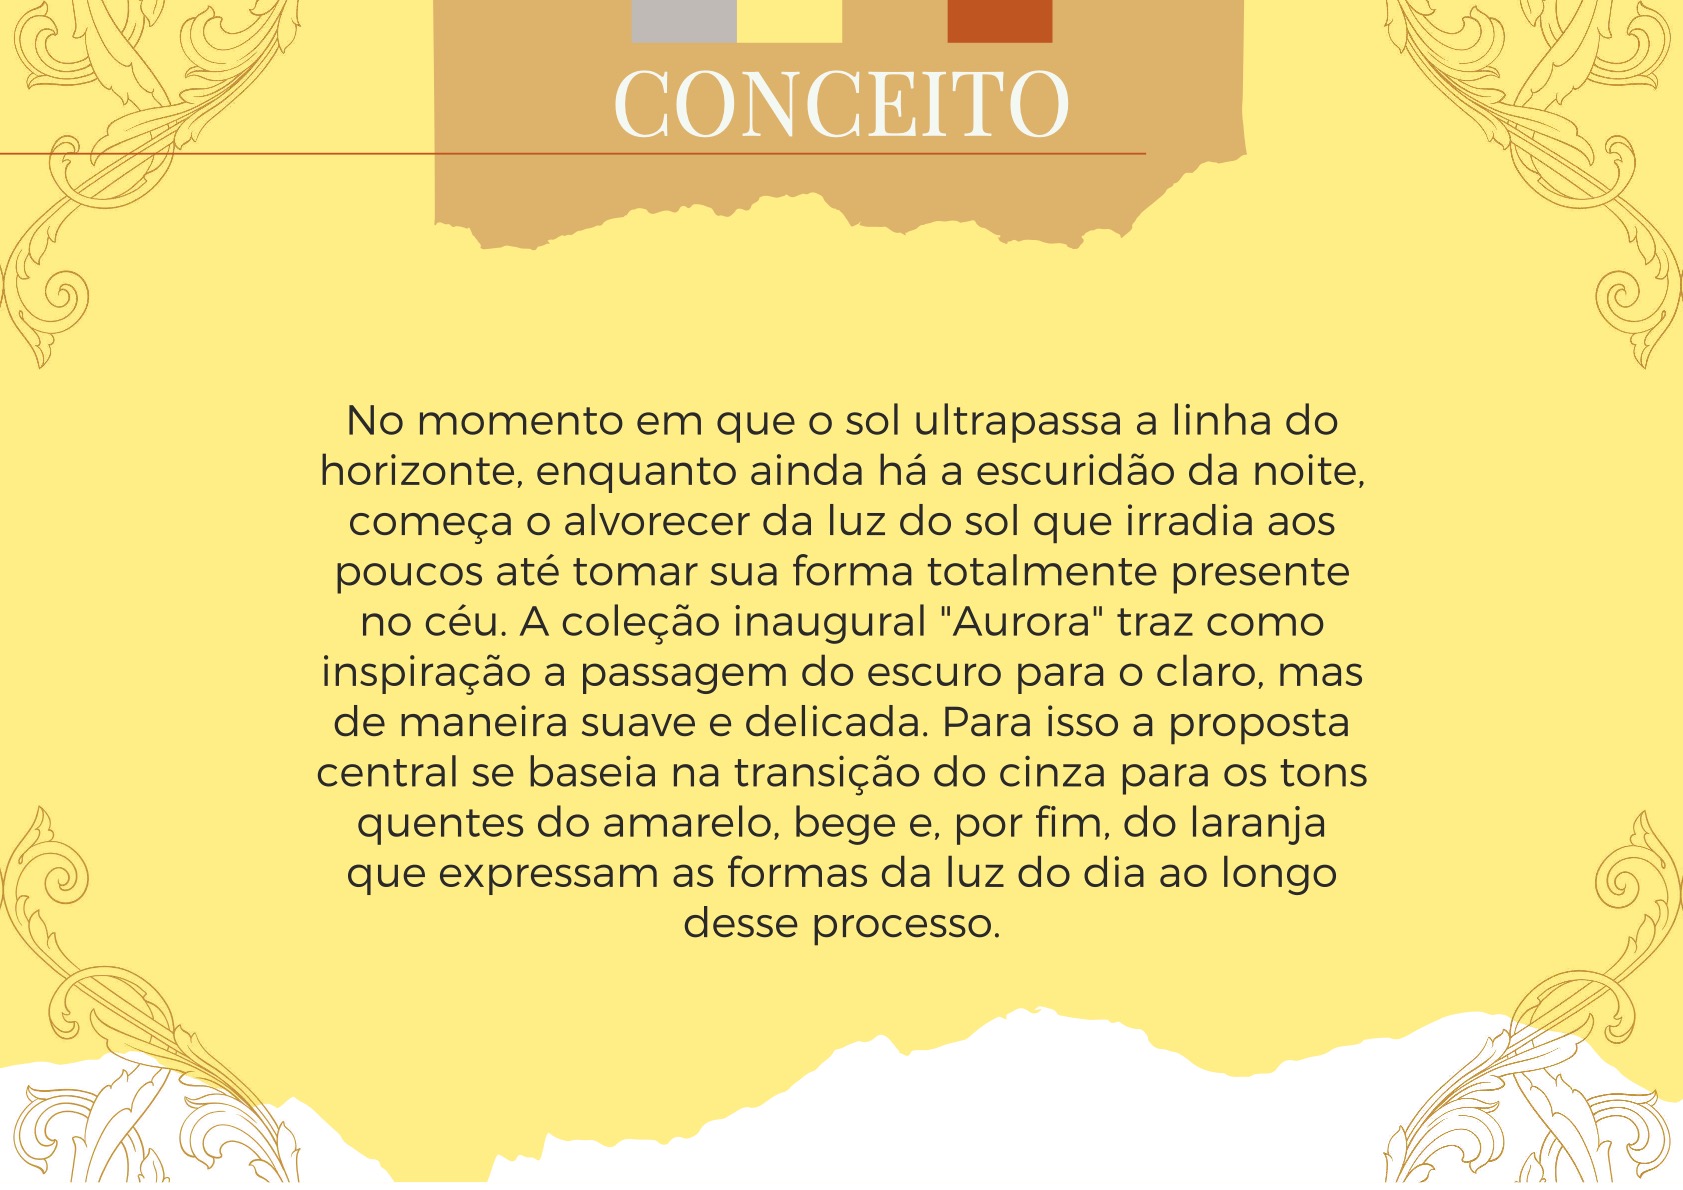 CONCEITO
No momento em que o sol ultrapassa a linha do
horizonte, enquanto ainda há a escuridão da noite,
começa o alvorecer da luz do sol que irradia aos
poucos até tomar sua forma totalmente presente
no céu. A coleção inaugural "Aurora" traz como
inspiração a passagem do escuro para o claro, mas
de maneira suave e delicada. Para isso a proposta
central se baseia na transição do cinza para os tons
quentes do amarelo, bege e, por fim, do laranja
que expressam as formas da luz do dia ao longo
desse processo.